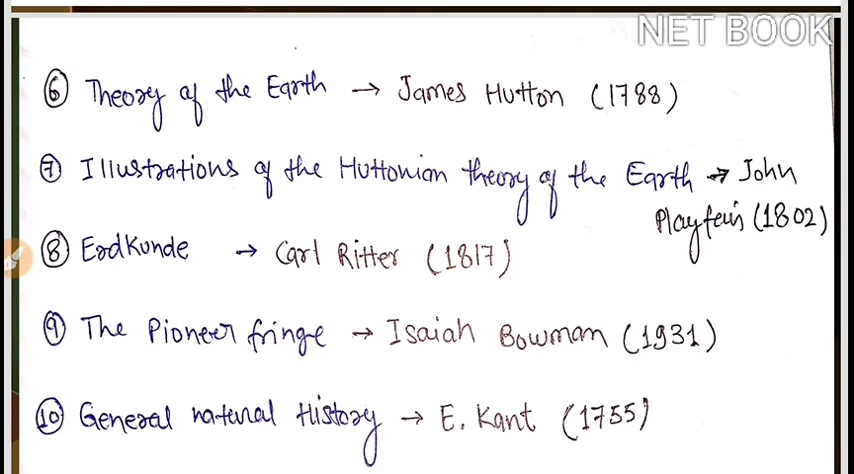 NET BOOK
⑥ Theory of the Earth → James Hutton (1788)
⑦ Illustrations of the Huttonian theory of the Earth → John
Playfein (1802)
⑧ Erdkunde → Carl Ritter (1817)
⑨ The Pioneer fringe → Isaiah Bowman (1931)
⑩ General natural History → E. Kant (1755)